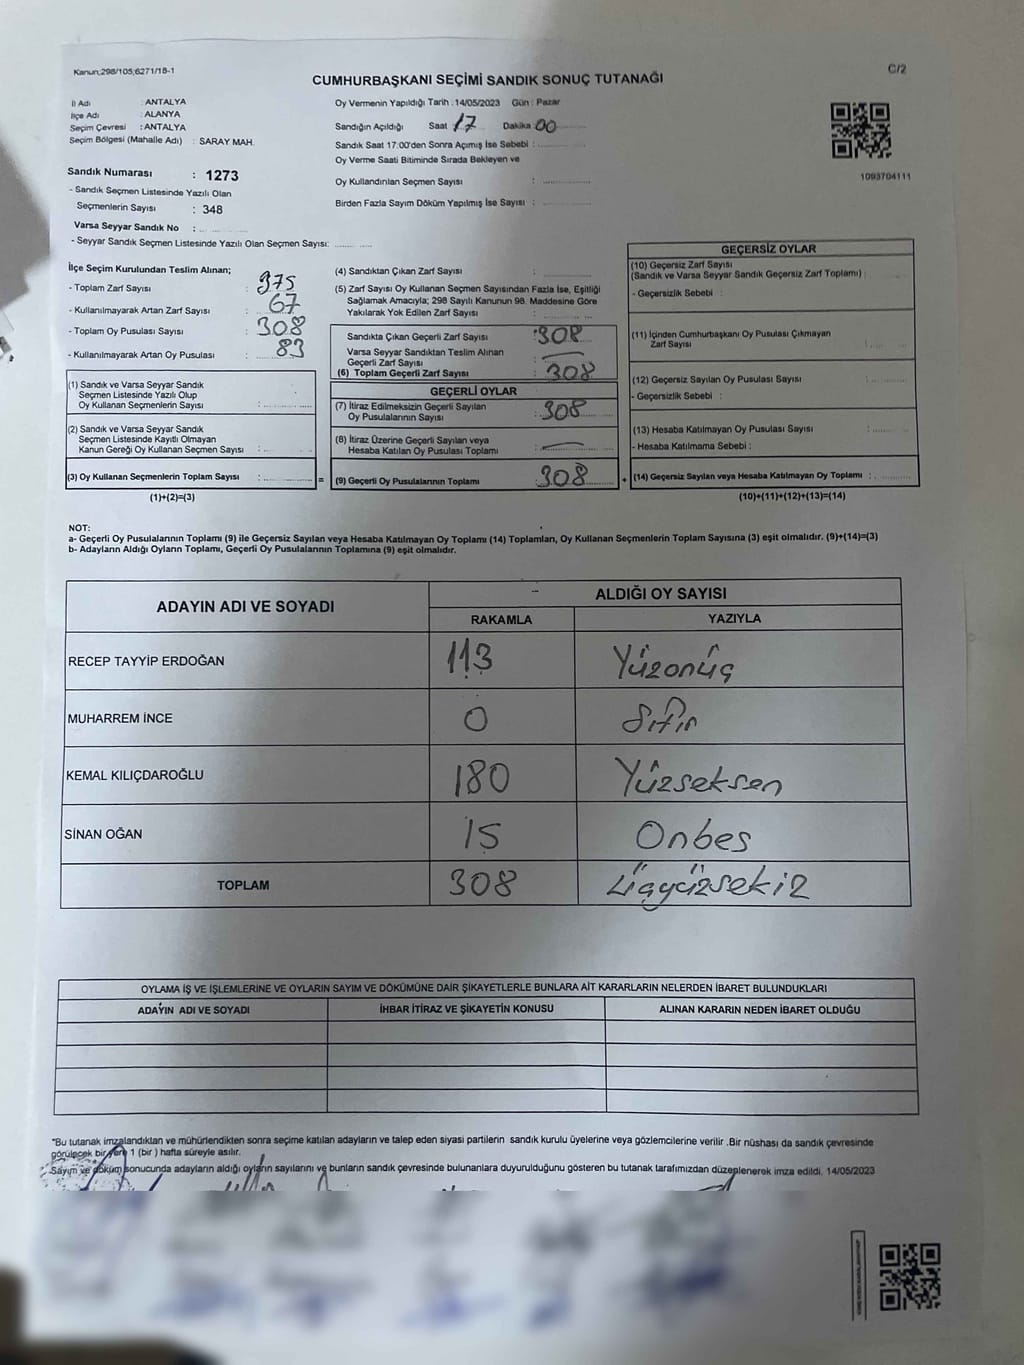 Kanun;298/105;6271/18-1
C/2
CUMHURBAŞKANI SEÇİMİ SANDIK SONUÇ TUTANAĞI
İl Adı : ANTALYA
İlçe Adı : ALANYA
Seçim Çevresi : ANTALYA
Seçim Bölgesi (Mahalle Adı) : SARAY MAH.
Sandık Numarası : 1273
- Sandık Seçmen Listesinde Yazılı Olan
Seçmenlerin Sayısı : 348
Varsa Seyyar Sandık No :
- Seyyar Sandık Seçmen Listesinde Yazılı Olan Seçmen Sayısı:
Oy Vermenin Yapıldığı Tarih : 14/05/2023 Gün : Pazar
Sandığın Açıldığı Saat 17 Dakika 00
Sandık Saat 17:00'den Sonra Açımış İse Sebebi :
Oy Verme Saati Bitiminde Sırada Bekleyen ve
Oy Kullandırılan Seçmen Sayısı :
Birden Fazla Sayım Döküm Yapılmış İse Sayısı :
1093704111
İlçe Seçim Kurulundan Teslim Alınan;
- Toplam Zarf Sayısı : 375
- Kullanılmayarak Artan Zarf Sayısı : 67
- Toplam Oy Pusulası Sayısı : 308
- Kullanılmayarak Artan Oy Pusulası : 83
(1) Sandık ve Varsa Seyyar Sandık
Seçmen Listesinde Yazılı Olup
Oy Kullanan Seçmenlerin Sayısı :
(2) Sandık ve Varsa Seyyar Sandık
Seçmen Listesinde Kayıtlı Olmayan
Kanun Gereği Oy Kullanan Seçmen Sayısı :
(3) Oy Kullanan Seçmenlerin Toplam Sayısı : =
(1)+(2)=(3)
(4) Sandıktan Çıkan Zarf Sayısı :
(5) Zarf Sayısı Oy Kullanan Seçmen Sayısından Fazla İse, Eşitliği
Sağlamak Amacıyla; 298 Sayılı Kanunun 98. Maddesine Göre
Yakılarak Yok Edilen Zarf Sayısı :
Sandıkta Çıkan Geçerli Zarf Sayısı : 308
Varsa Seyyar Sandıktan Teslim Alınan
Geçerli Zarf Sayısı :
(6) Toplam Geçerli Zarf Sayısı : 308
GEÇERLİ OYLAR
(7) İtiraz Edilmeksizin Geçerli Sayılan
Oy Pusulalarının Sayısı : 308
(8) İtiraz Üzerine Geçerli Sayılan veya
Hesaba Katılan Oy Pusulası Toplamı :
(9) Geçerli Oy Pusulalarının Toplamı : 308 +
GEÇERSİZ OYLAR
(10) Geçersiz Zarf Sayısı
(Sandık ve Varsa Seyyar Sandık Geçersiz Zarf Toplamı) :
- Geçersizlik Sebebi :
(11) İçinden Cumhurbaşkanı Oy Pusulası Çıkmayan
Zarf Sayısı :
(12) Geçersiz Sayılan Oy Pusulası Sayısı :
- Geçersizlik Sebebi :
(13) Hesaba Katılmayan Oy Pusulası Sayısı :
- Hesaba Katılmama Sebebi :
(14) Geçersiz Sayılan veya Hesaba Katılmayan Oy Toplamı :
(10)+(11)+(12)+(13)=(14)
NOT:
a- Geçerli Oy Pusulalarının Toplamı (9) ile Geçersiz Sayılan veya Hesaba Katılmayan Oy Toplamı (14) Toplamları, Oy Kullanan Seçmenlerin Toplam Sayısına (3) eşit olmalıdır. (9)+(14)=(3)
b- Adayların Aldığı Oyların Toplamı, Geçerli Oy Pusulalarının Toplamına (9) eşit olmalıdır.
ADAYIN ADI VE SOYADI ALDIĞI OY SAYISI
RAKAMLA YAZIYLA
RECEP TAYYİP ERDOĞAN 113 Yüzonüç
MUHARREM İNCE 0 Sıfır
KEMAL KILIÇDAROĞLU 180 Yüzseksen
SİNAN OĞAN 15 Onbeş
TOPLAM 308 Üçyüzsekiz
OYLAMA İŞ VE İŞLEMLERİNE VE OYLARIN SAYIM VE DÖKÜMÜNE DAİR ŞİKAYETLERLE BUNLARA AİT KARARLARIN NELERDEN İBARET BULUNDUKLARI
ADAYIN ADI VE SOYADI İHBAR İTİRAZ VE ŞİKAYETİN KONUSU ALINAN KARARIN NEDEN İBARET OLDUĞU
"Bu tutanak imzalandıktan ve mühürlendikten sonra seçime katılan adayların ve talep eden siyasi partilerin sandık kurulu üyelerine veya gözlemcilerine verilir .Bir nüshası da sandık çevresinde
görülecek bir yere 1 (bir ) hafta süreyle asılır.
Sayım ve döküm sonucunda adayların aldığı oyların sayılarını ve bunların sandık çevresinde bulunanlara duyurulduğunu gösteren bu tutanak tarafımızdan düzenlenerek imza edildi. 14/05/2023